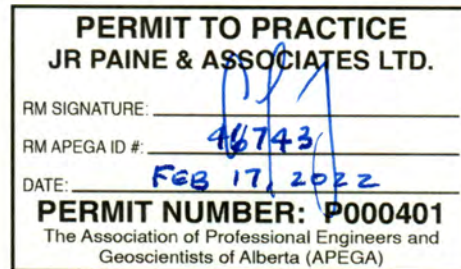 PERMIT TO PRACTICE
JR PAINE & ASSOCIATES LTD.
RM SIGNATURE:
RM APEGA ID #: 46743
DATE: FEB 17, 2022
PERMIT NUMBER: P000401
The Association of Professional Engineers and
Geoscientists of Alberta (APEGA)